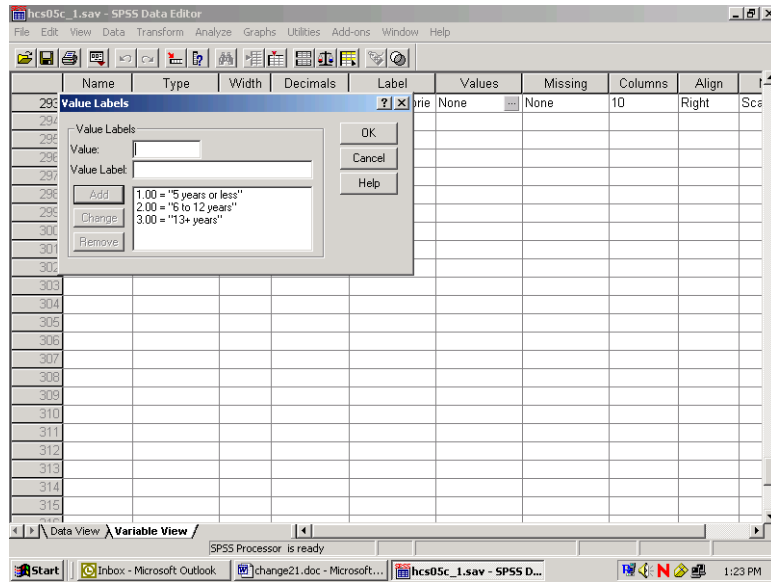 hcs05c_1.sav - SPSS Data Editor
File Edit View Data Transform Analyze Graphs Utilities Add-ons Window Help
Name Type Width Decimals Label Values Missing Columns Align
293 orie None ... None 10 Right Sca
Value Labels
294
Value Labels
OK
295
Value:
296
Cancel
297
Value Label:
Help
298
Add
1.00 = "5 years or less"
299
2.00 = "6 to 12 years"
Change
3.00 = "13+ years"
300
Remove
301
302
303
304
305
306
307
308
309
310
311
312
313
314
315
Data View Variable View
SPSS Processor is ready
Start Inbox - Microsoft Outlook change21.doc - Microsoft... hcs05c_1.sav - SPSS D... N 1:23 PM